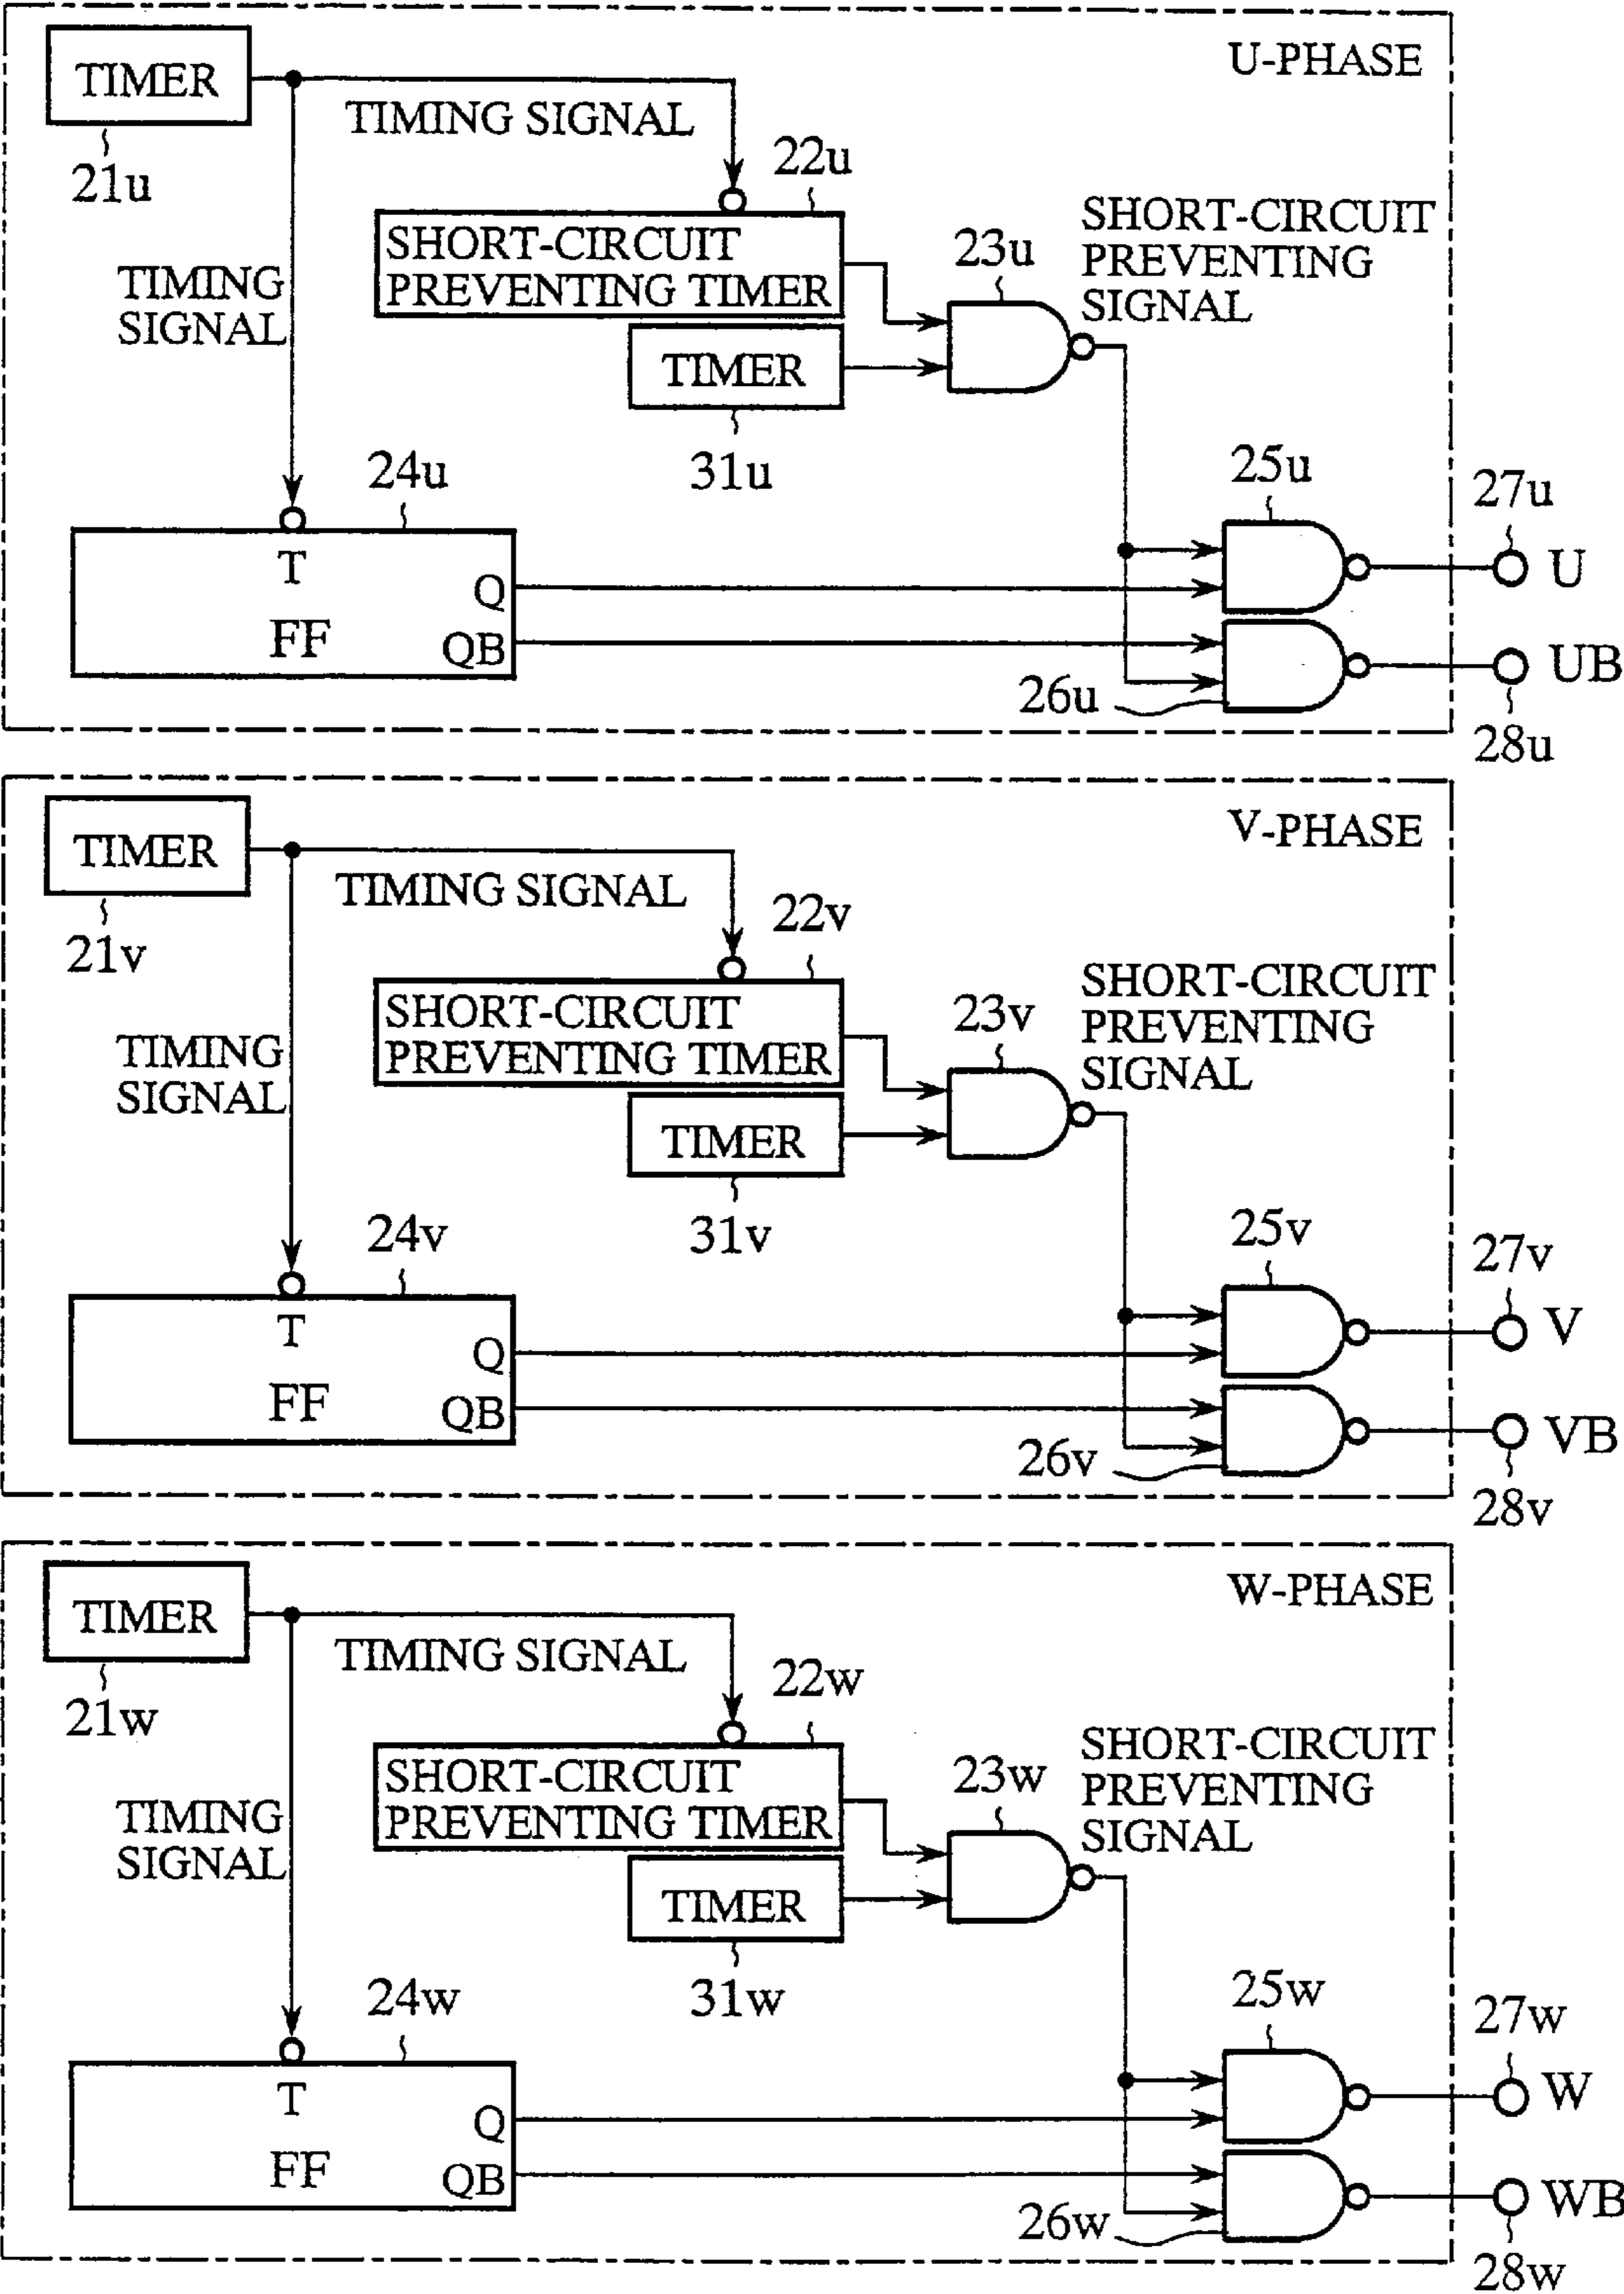 U-PHASE
TIMER
TIMING SIGNAL
21u
22u
SHORT-CIRCUIT
PREVENTING TIMER
SHORT-CIRCUIT
PREVENTING
SIGNAL
23u
TIMING
SIGNAL
TIMER
31u
24u
25u
27u
T
Q
FF
QB
U
UB
26u
28u
V-PHASE
TIMER
TIMING SIGNAL
21v
22v
SHORT-CIRCUIT
PREVENTING TIMER
SHORT-CIRCUIT
PREVENTING
SIGNAL
23v
TIMING
SIGNAL
TIMER
31v
24v
25v
27v
T
Q
FF
QB
V
VB
26v
28v
W-PHASE
TIMER
TIMING SIGNAL
21w
22w
SHORT-CIRCUIT
PREVENTING TIMER
SHORT-CIRCUIT
PREVENTING
SIGNAL
23w
TIMING
SIGNAL
TIMER
31w
24w
25w
27w
T
Q
FF
QB
W
WB
26w
28w